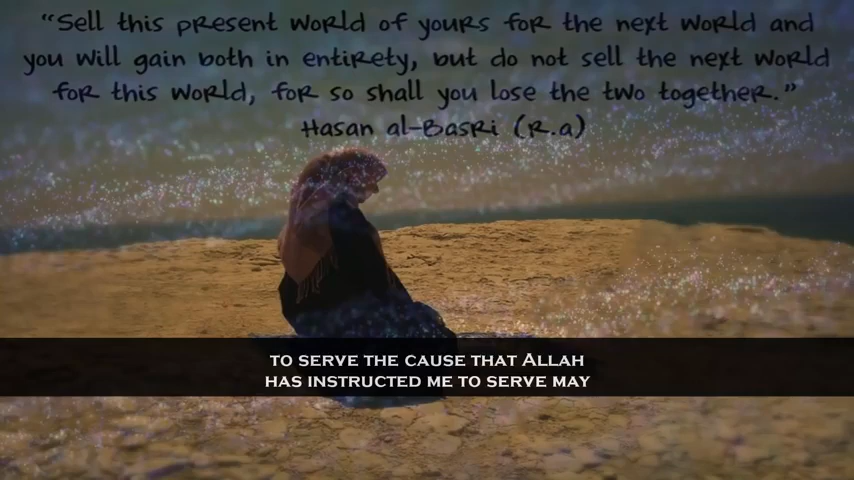 “Sell this present world of yours for the next world and
you will gain both in entirety, but do not sell the next world
for this world, for so shall you lose the two together.”
Hasan al-Basri (r.a)
TO SERVE THE CAUSE THAT ALLAH
HAS INSTRUCTED ME TO SERVE MAY